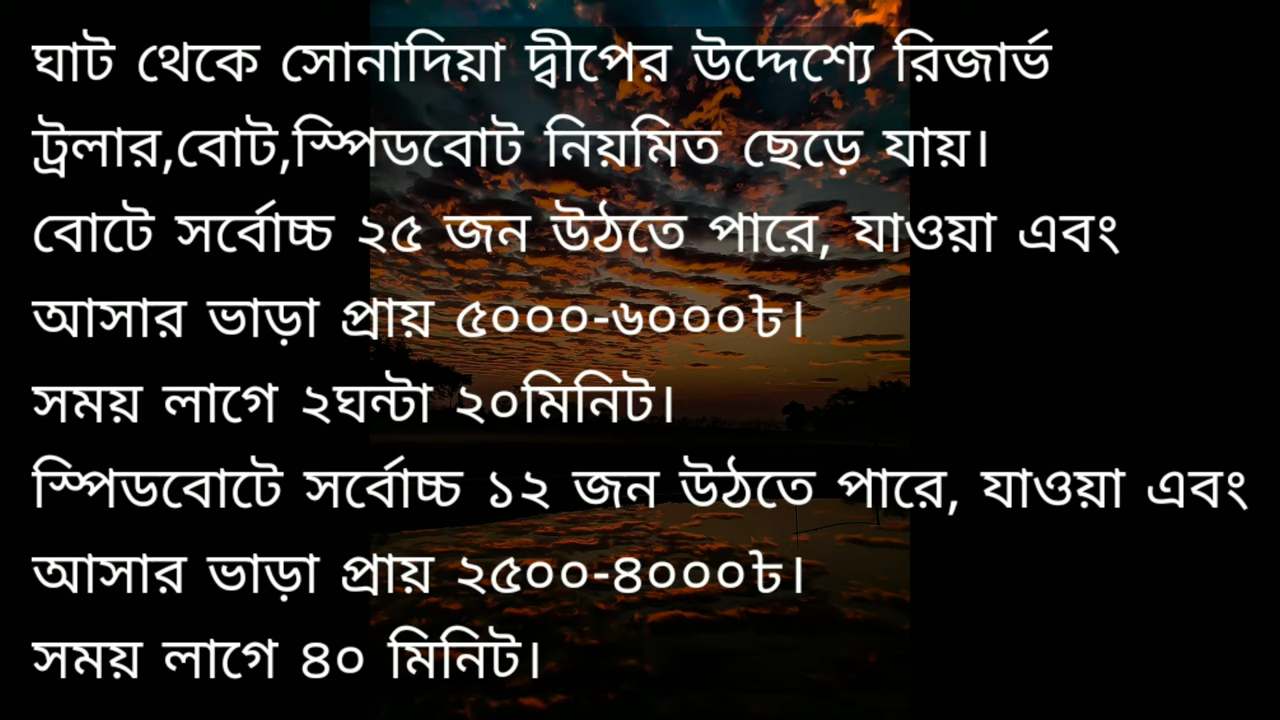 ঘাট থেকে সোনাদিয়া দ্বীপের উদ্দেশ্যে রিজার্ভ
ট্রলার,বোট,স্পিডবোট নিয়মিত ছেড়ে যায়।
বোটে সর্বোচ্চ ২৫ জন উঠতে পারে, যাওয়া এবং
আসার ভাড়া প্রায় ৫০০০-৬০০০৳।
সময় লাগে ২ঘন্টা ২০মিনিট।
স্পিডবোটে সর্বোচ্চ ১২ জন উঠতে পারে, যাওয়া এবং
আসার ভাড়া প্রায় ২৫০০-৪০০০৳।
সময় লাগে ৪০ মিনিট।